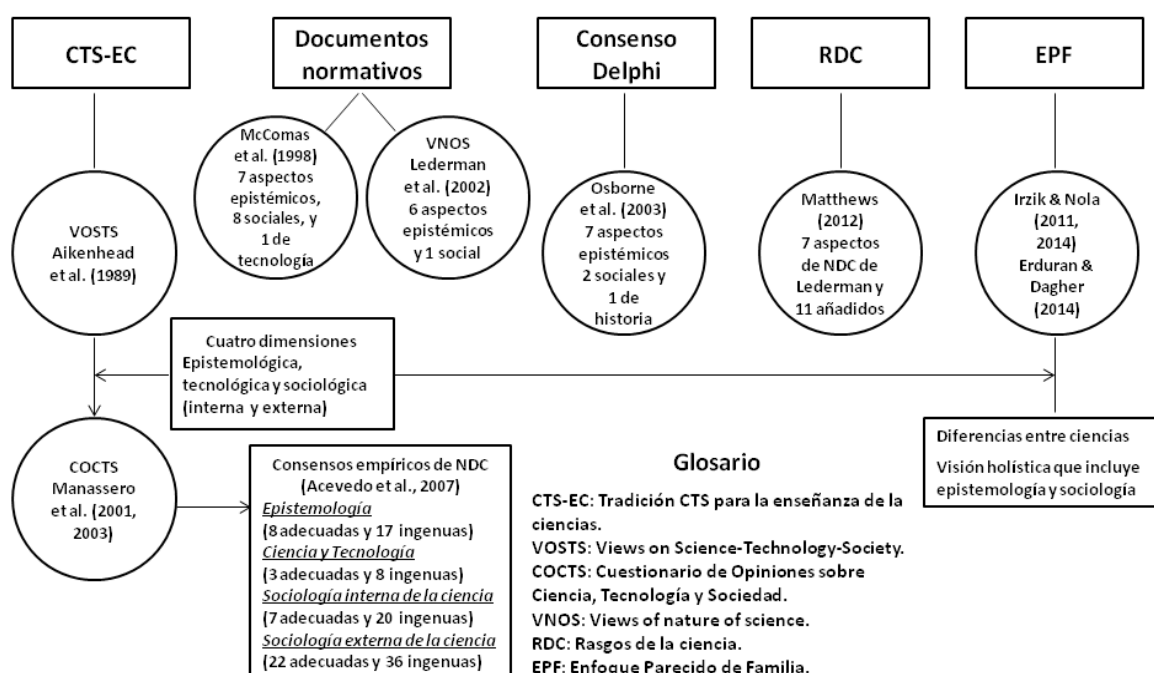 CTS-EC
Documentos
normativos
Consenso
Delphi
RDC
EPF
VOSTS
Aikenhead
et al. (1989)
McComas
et al. (1998)
7 aspectos
epistémicos,
8 sociales, y
1 de
tecnología
VNOS
Lederman
et al. (2002)
6 aspectos
epistémicos
y 1 social
Osborne
et al. (2003)
7 aspectos
epistémicos
2 sociales y
1 de
historia
Matthews
(2012)
7 aspectos
de NDC de
Lederman y
11 añadidos
Irzik & Nola
(2011,
2014)
Erduran &
Dagher
(2014)
Cuatro dimensiones
Epistemológica,
tecnológica y sociológica
(interna y externa)
COCTS
Manassero
et al. (2001,
2003)
Consensos empíricos de NDC
(Acevedo et al., 2007)
Epistemología
(8 adecuadas y 17 ingenuas)
Ciencia y Tecnología
(3 adecuadas y 8 ingenuas)
Sociología interna de la ciencia
(7 adecuadas y 20 ingenuas)
Sociología externa de la ciencia
(22 adecuadas y 36 ingenuas)
Diferencias entre ciencias
Visión holística que incluye
epistemología y sociología
Glosario
CTS-EC: Tradición CTS para la enseñanza de la
ciencias.
VOSTS: Views on Science-Technology-Society.
COCTS: Cuestionario de Opiniones sobre
Ciencia, Tecnología y Sociedad.
VNOS: Views of nature of science.
RDC: Rasgos de la ciencia.
EPF: Enfoque Parecido de Familia.